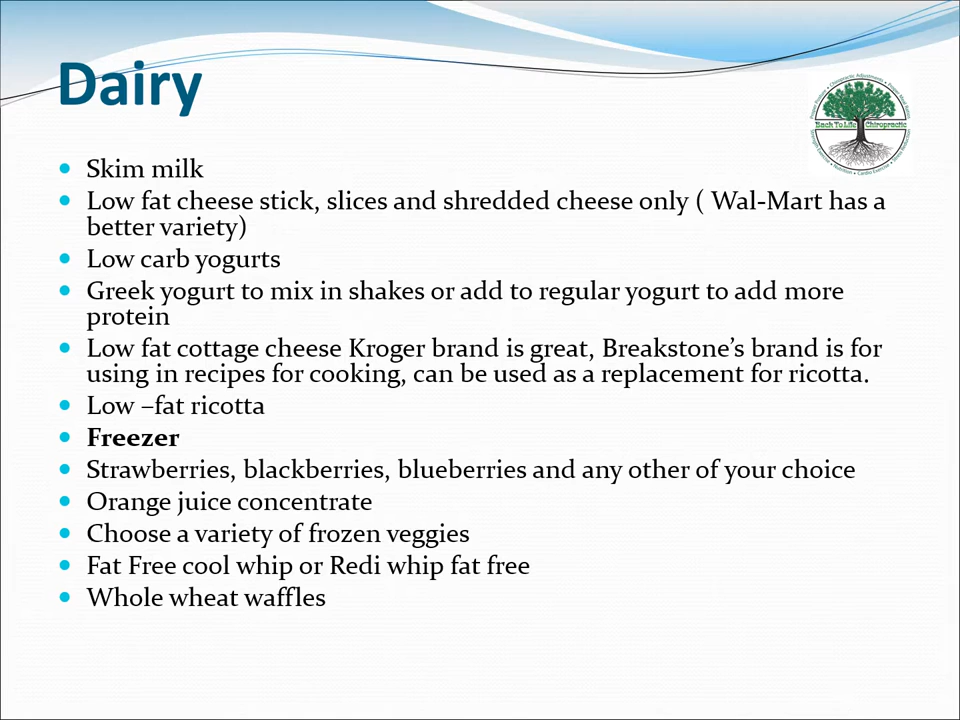 Dairy
Back To Life Chiropractic
Skim milk
Low fat cheese stick, slices and shredded cheese only ( Wal-Mart has a
better variety)
Low carb yogurts
Greek yogurt to mix in shakes or add to regular yogurt to add more
protein
Low fat cottage cheese Kroger brand is great, Breakstone’s brand is for
using in recipes for cooking, can be used as a replacement for ricotta.
Low –fat ricotta
Freezer
Strawberries, blackberries, blueberries and any other of your choice
Orange juice concentrate
Choose a variety of frozen veggies
Fat Free cool whip or Redi whip fat free
Whole wheat waffles